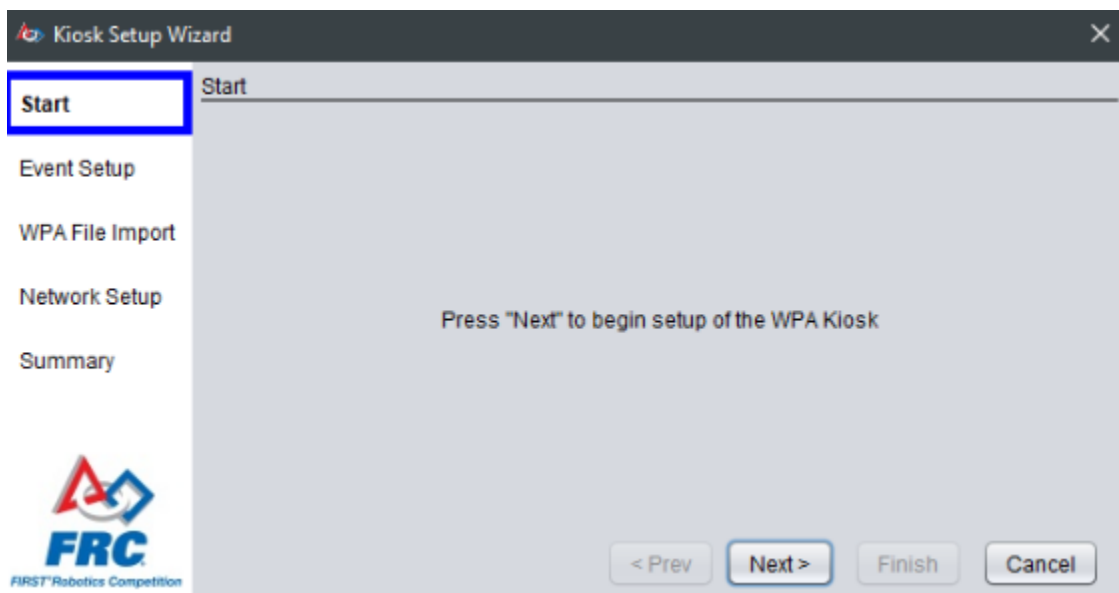 Kiosk Setup Wizard
Start
Start
Event Setup
WPA File Import
Network Setup
Summary
Press "Next" to begin setup of the WPA Kiosk
FRC
FIRST® Robotics Competition
< Prev
Next >
Finish
Cancel